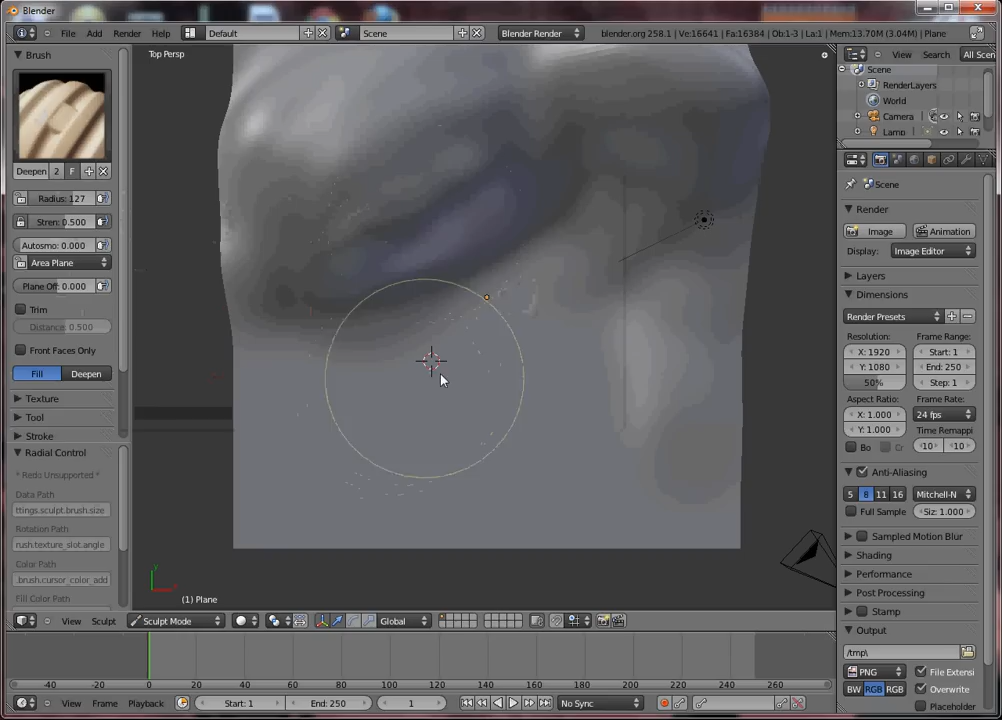 Blender
File Add Render Help Default Scene Blender Render blender.org 258.1 | Ve:16641 | Fa:16384 | Ob:1-3 | La:1 | Mem:13.70M (3.04M) | Plane
Brush
Top Persp
View Search All Scen
Scene
RenderLayers
World
Camera
Lamp
Deepen 2 F
Radius: 127
Stren: 0.500
Autosmo: 0.000
Area Plane
Plane Off: 0.000
Trim
Distance: 0.500
Front Faces Only
Fill Deepen
Texture
Tool
Stroke
Radial Control
* Redo Unsupported *
Data Path
ttings.sculpt.brush.size
Rotation Path
rush.texture_slot.angle
Color Path
.brush.cursor_color_add
Fill Color Path
Scene
Render
Image Animation
Display: Image Editor
Layers
Dimensions
Render Presets
Resolution: Frame Range:
X: 1920 Start: 1
Y: 1080 End: 250
50% Step: 1
Aspect Ratio: Frame Rate:
X: 1.000 24 fps
Y: 1.000 Time Remappi
Bo Cr 10 10
Anti-Aliasing
5 8 11 16 Mitchell-N
Full Sample Siz: 1.000
Sampled Motion Blur
Shading
Performance
Post Processing
Stamp
Output
/tmp\
PNG File Extensi
BW RGB RGB Overwrite
Placeholder
y
(1) Plane
View Sculpt Sculpt Mode Global
-40 -20 0 20 40 60 80 100 120 140 160 180 200 220 240 260
View Frame Playback Start: 1 End: 250 1 No Sync